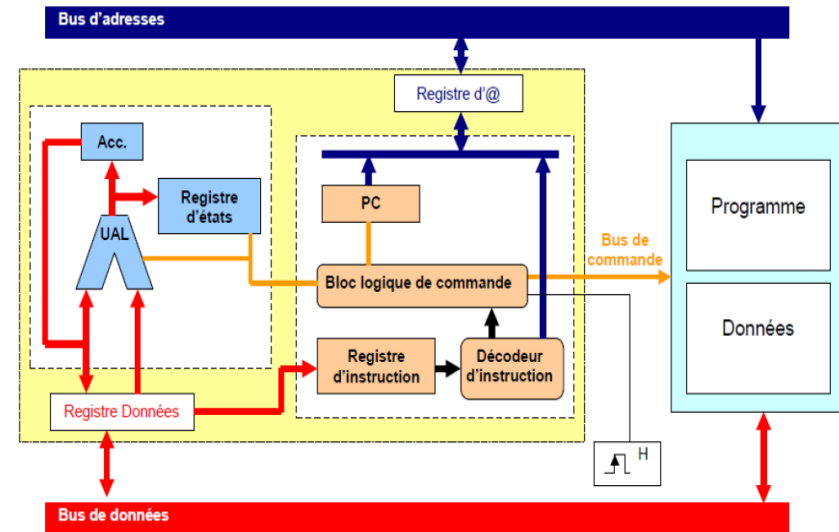 Bus d'adresses
Registre d'@
Acc.
Registre
d'états
UAL
PC
Bus de
commande
Bloc logique de commande
Registre
d'instruction
Décodeur
d'instruction
Registre Données
Programme
Données
H
Bus de données